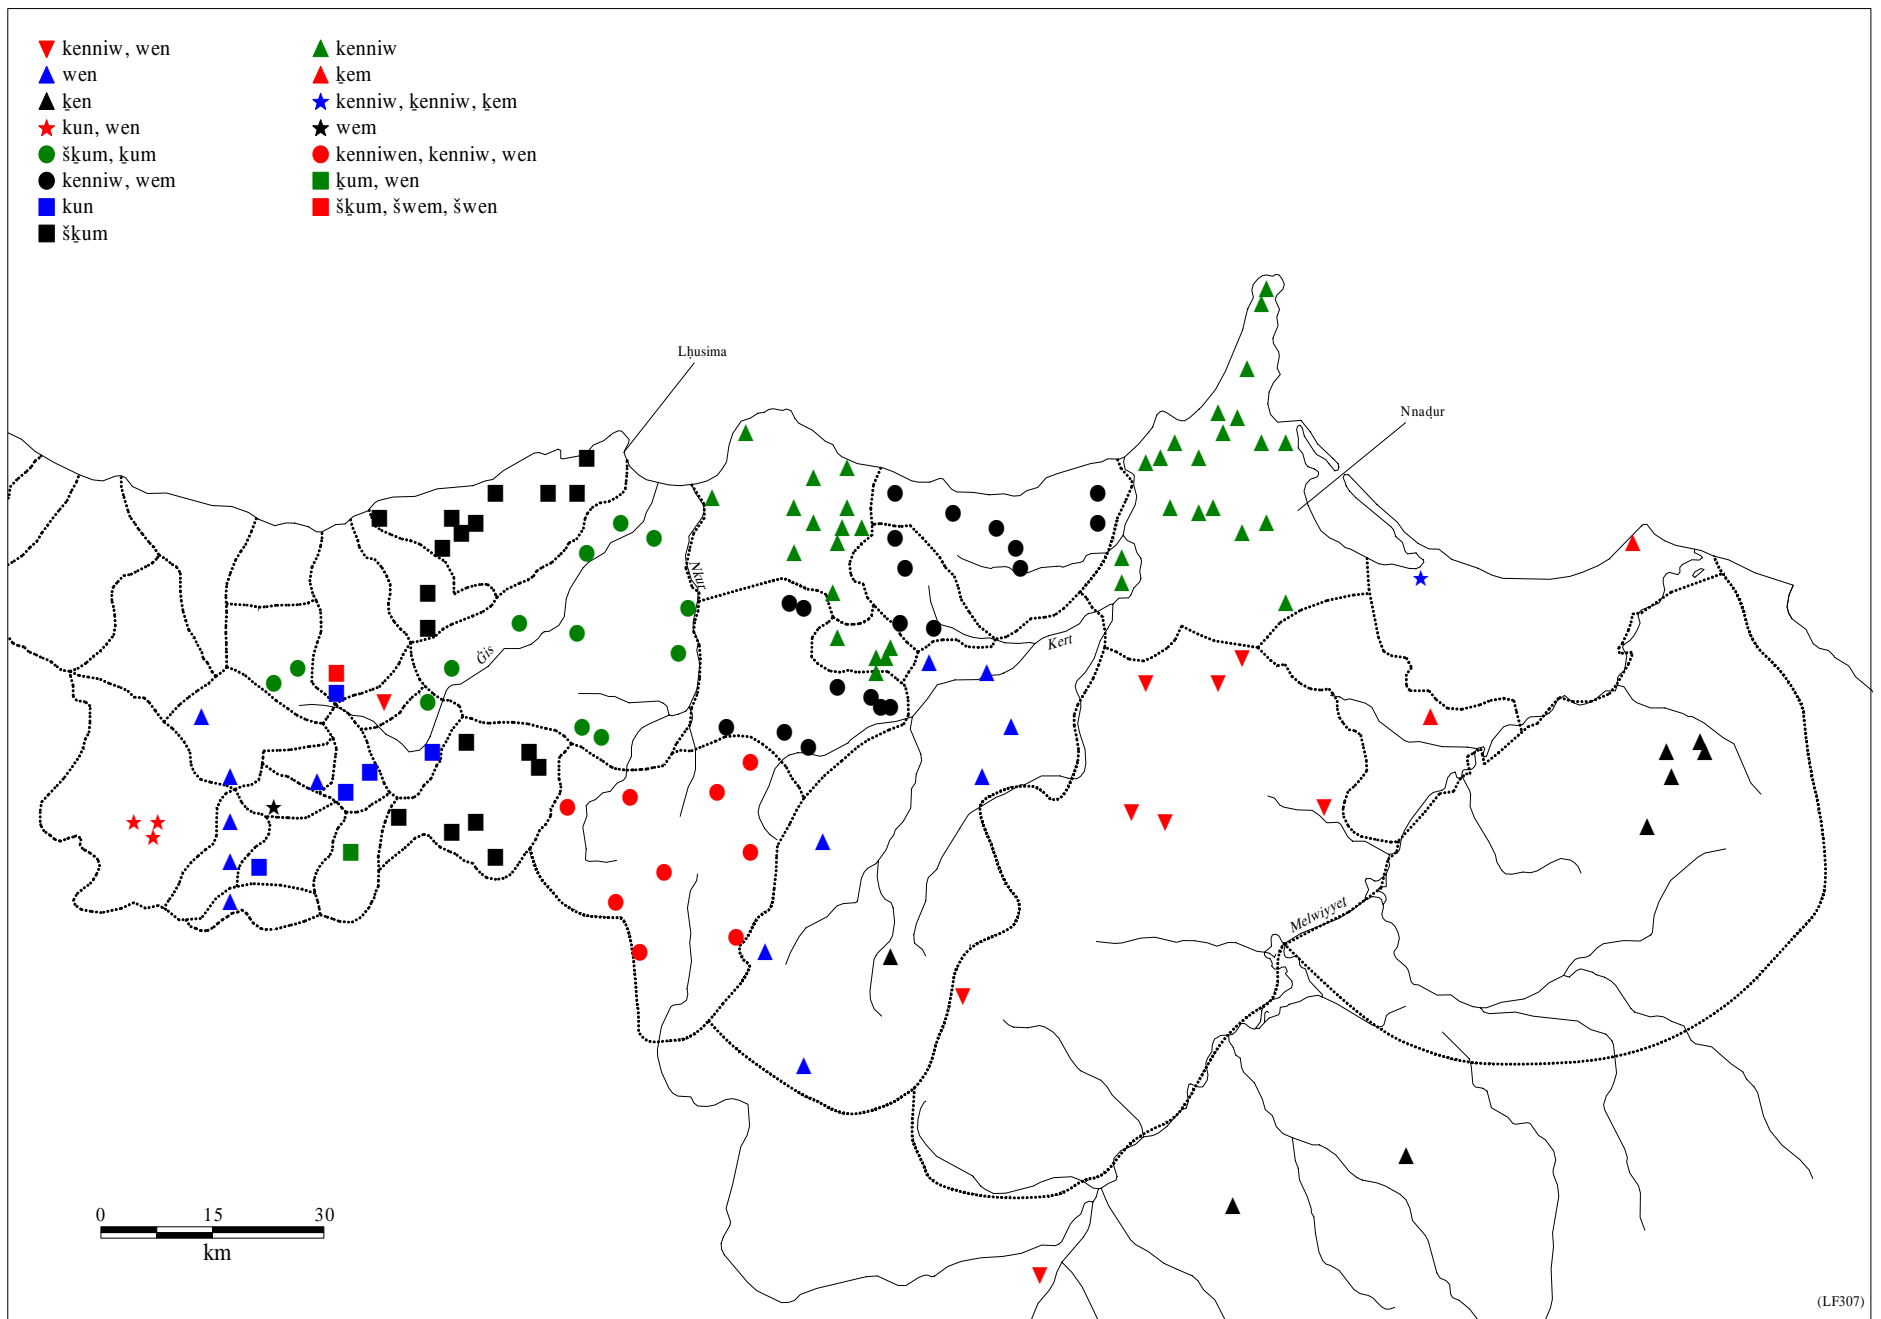 kenniw, wen
wen
ḵen
kun, wen
šḵum, ḵum
kenniw, wem
kun
šḵum
kenniw
ḵem
kenniw, ḵenniw, ḵem
wem
kenniwen, kenniw, wen
ḵum, wen
šḵum, šwem, šwen
Lḥusima
Nnaḍur
Nkur
Ġis
Kert
Melwiyyet
0 15 30
km
(LF307)